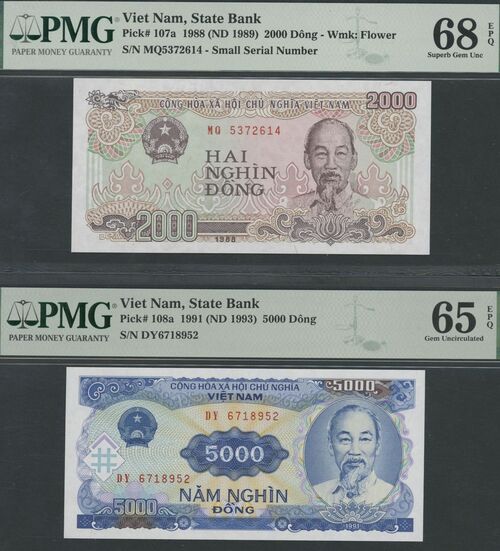 PMG
PAPER MONEY GUARANTY
Viet Nam, State Bank
Pick# 107a 1988 (ND 1989) 2000 Dông - Wmk: Flower
S/N MQ5372614 - Small Serial Number
68 EPQ
Superb Gem Unc
CỘNG HÒA XÃ HỘI CHỦ NGHĨA VIỆT NAM
2000
MQ 5372614
HAI
NGHÌN
ĐỒNG
2000
1988
PMG
PAPER MONEY GUARANTY
Viet Nam, State Bank
Pick# 108a 1991 (ND 1993) 5000 Dông
S/N DY6718952
65 EPQ
Gem Uncirculated
CỘNG HÒA XÃ HỘI CHỦ NGHĨA
VIỆT NAM
5000
DY 6718952
5000
DY 6718952
5000
NĂM NGHÌN
ĐỒNG
1991